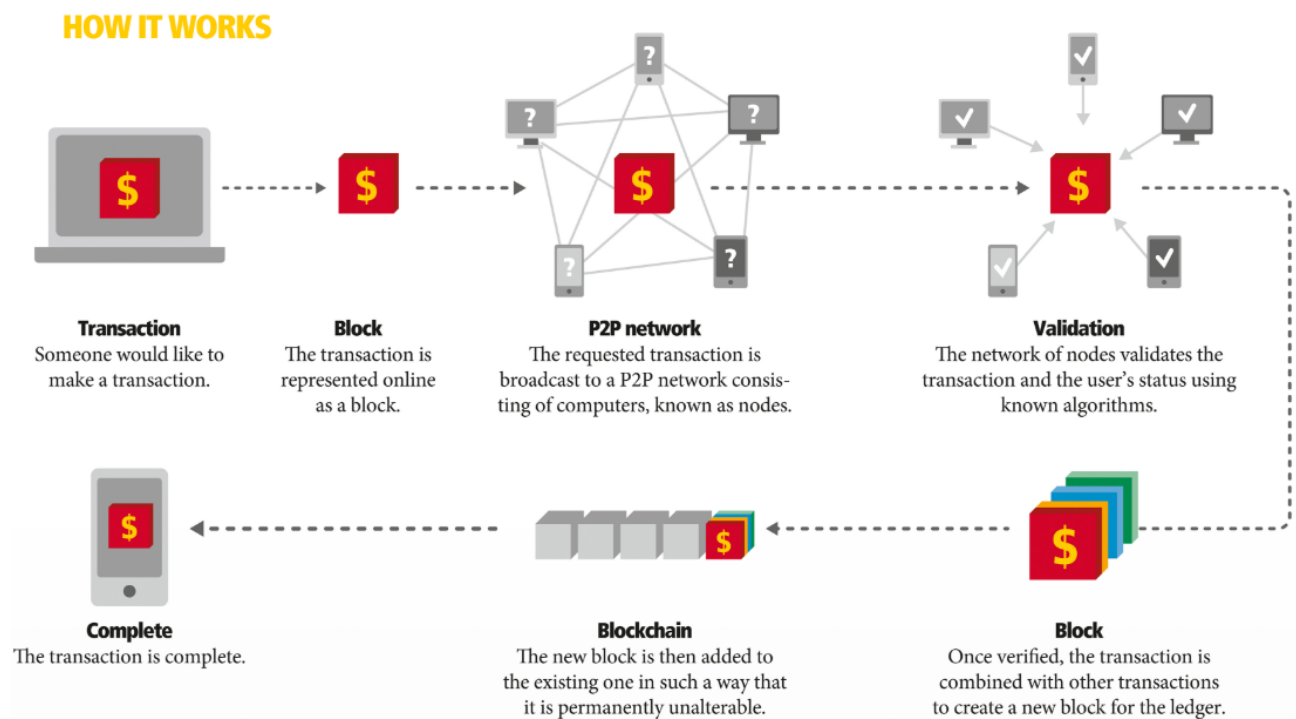 HOW IT WORKS
?
?
?
?
?
$
$
$
$
Transaction
Someone would like to
make a transaction.
Block
The transaction is
represented online
as a block.
P2P network
The requested transaction is
broadcast to a P2P network consis-
ting of computers, known as nodes.
Validation
The network of nodes validates the
transaction and the user's status using
known algorithms.
$
$
$
Complete
The transaction is complete.
Blockchain
The new block is then added to
the existing one in such a way that
it is permanently unalterable.
Block
Once verified, the transaction is
combined with other transactions
to create a new block for the ledger.